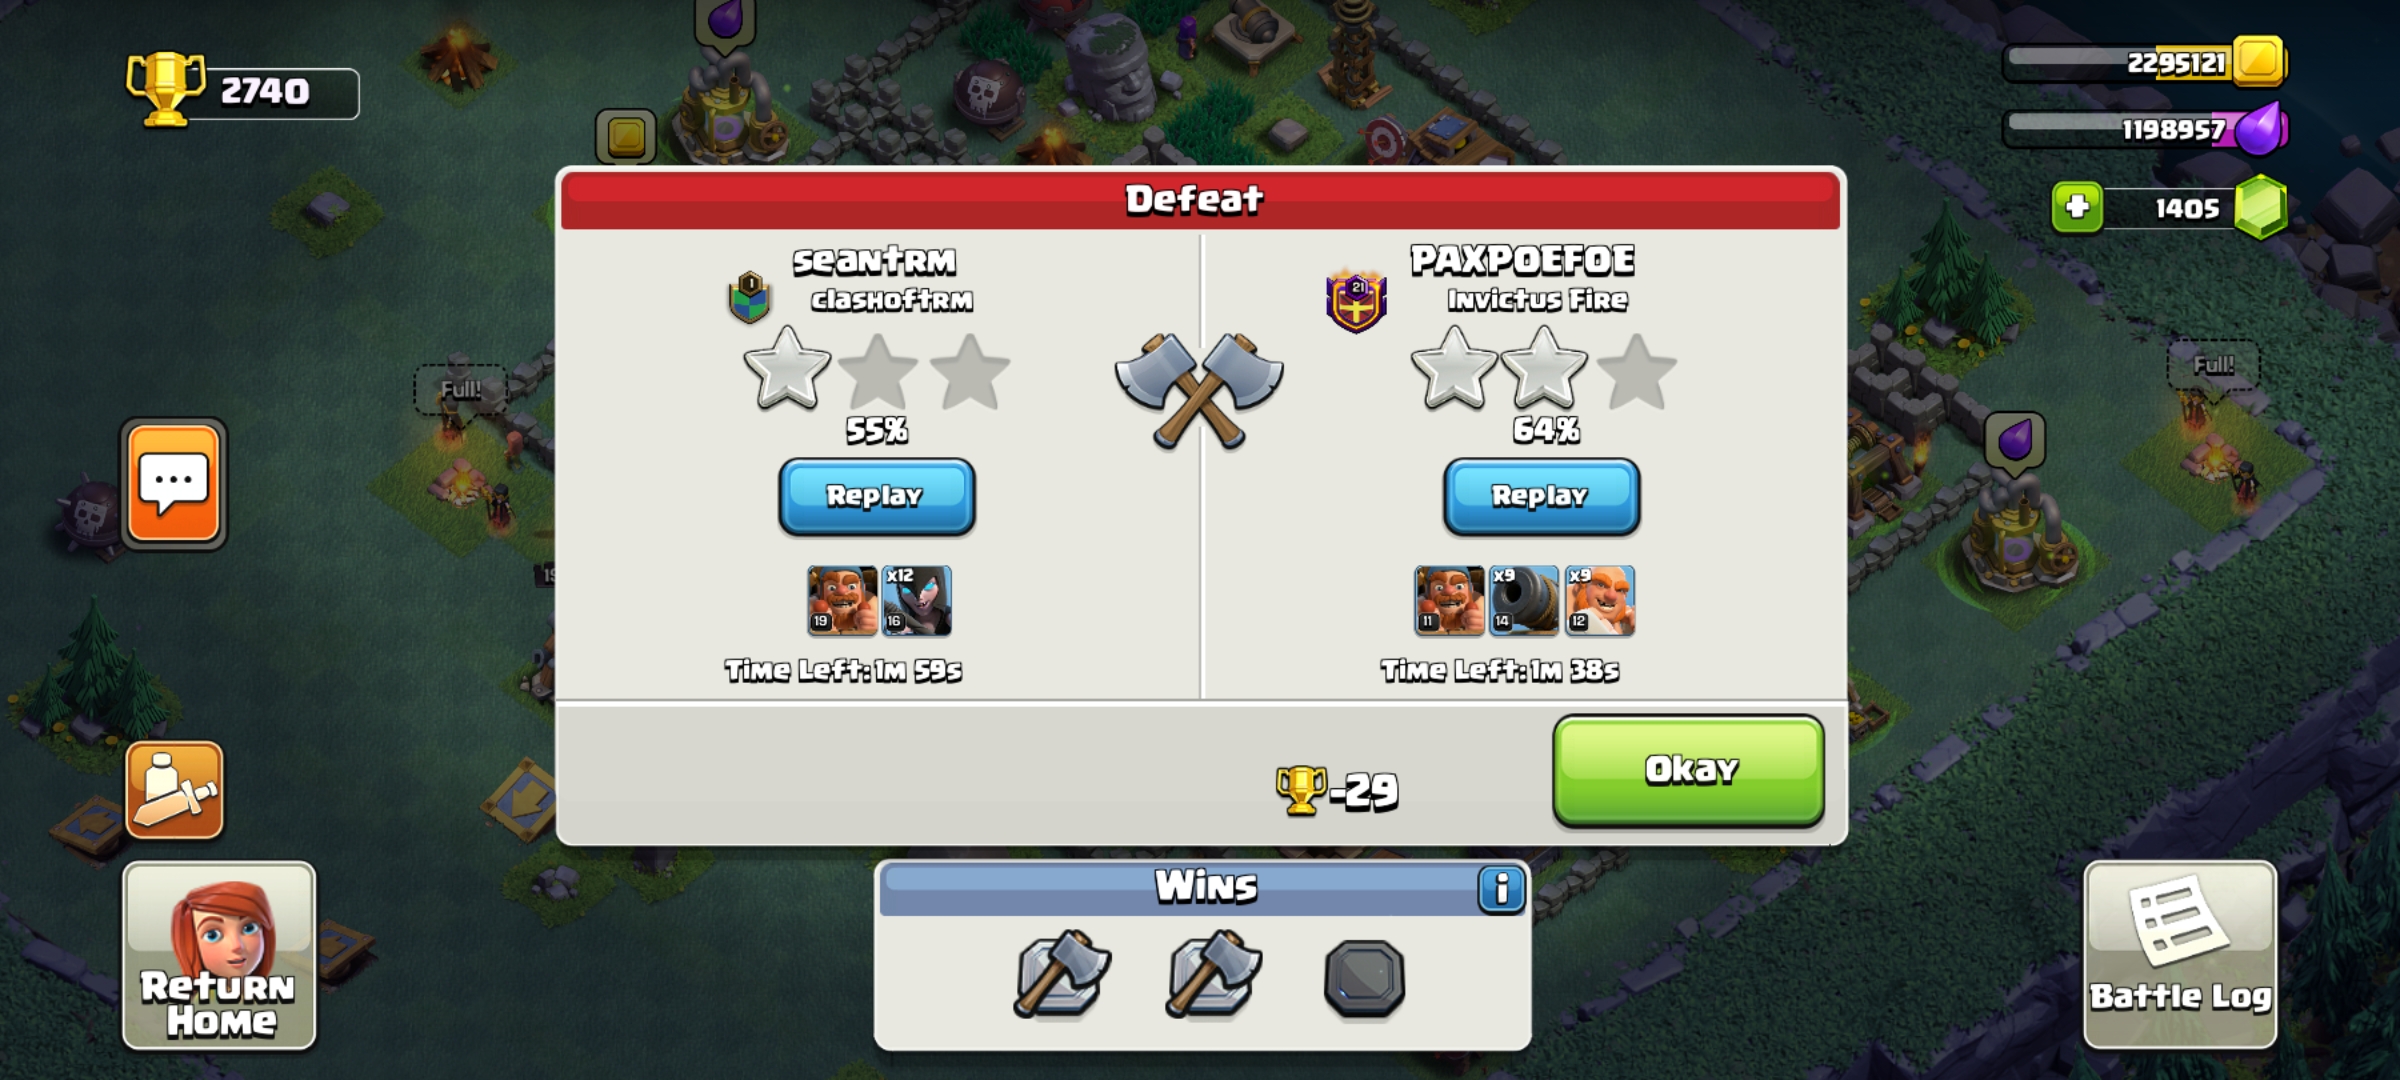 2740
2295121
1198957
1405
Defeat
seantrm
clashoftrm
1
55%
Replay
19
x12
16
Time Left: 1m 59s
PAXPOEFOE
Invictus Fire
21
64%
Replay
11
x9
14
x9
12
Time Left: 1m 38s
Full!
Full!
-29
Okay
Wins
i
Return
Home
Battle Log